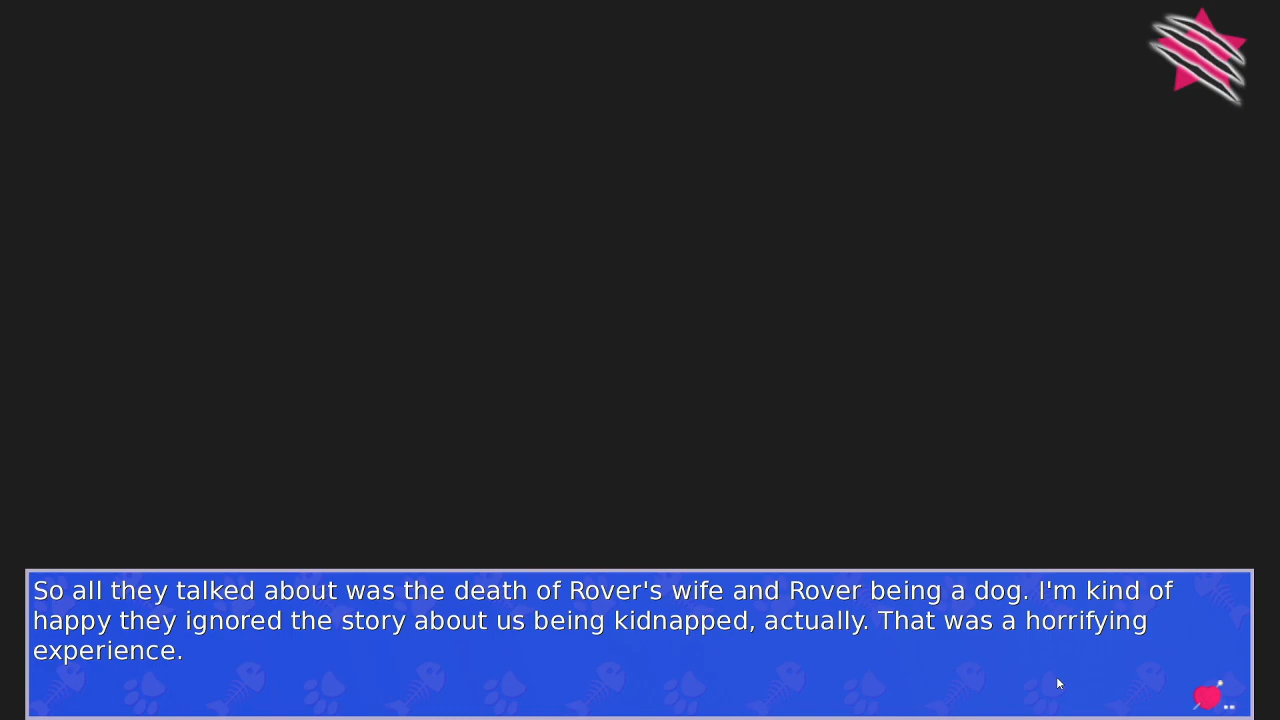 So all they talked about was the death of Rover's wife and Rover being a dog. I'm kind of
happy they ignored the story about us being kidnapped, actually. That was a horrifying
experience.